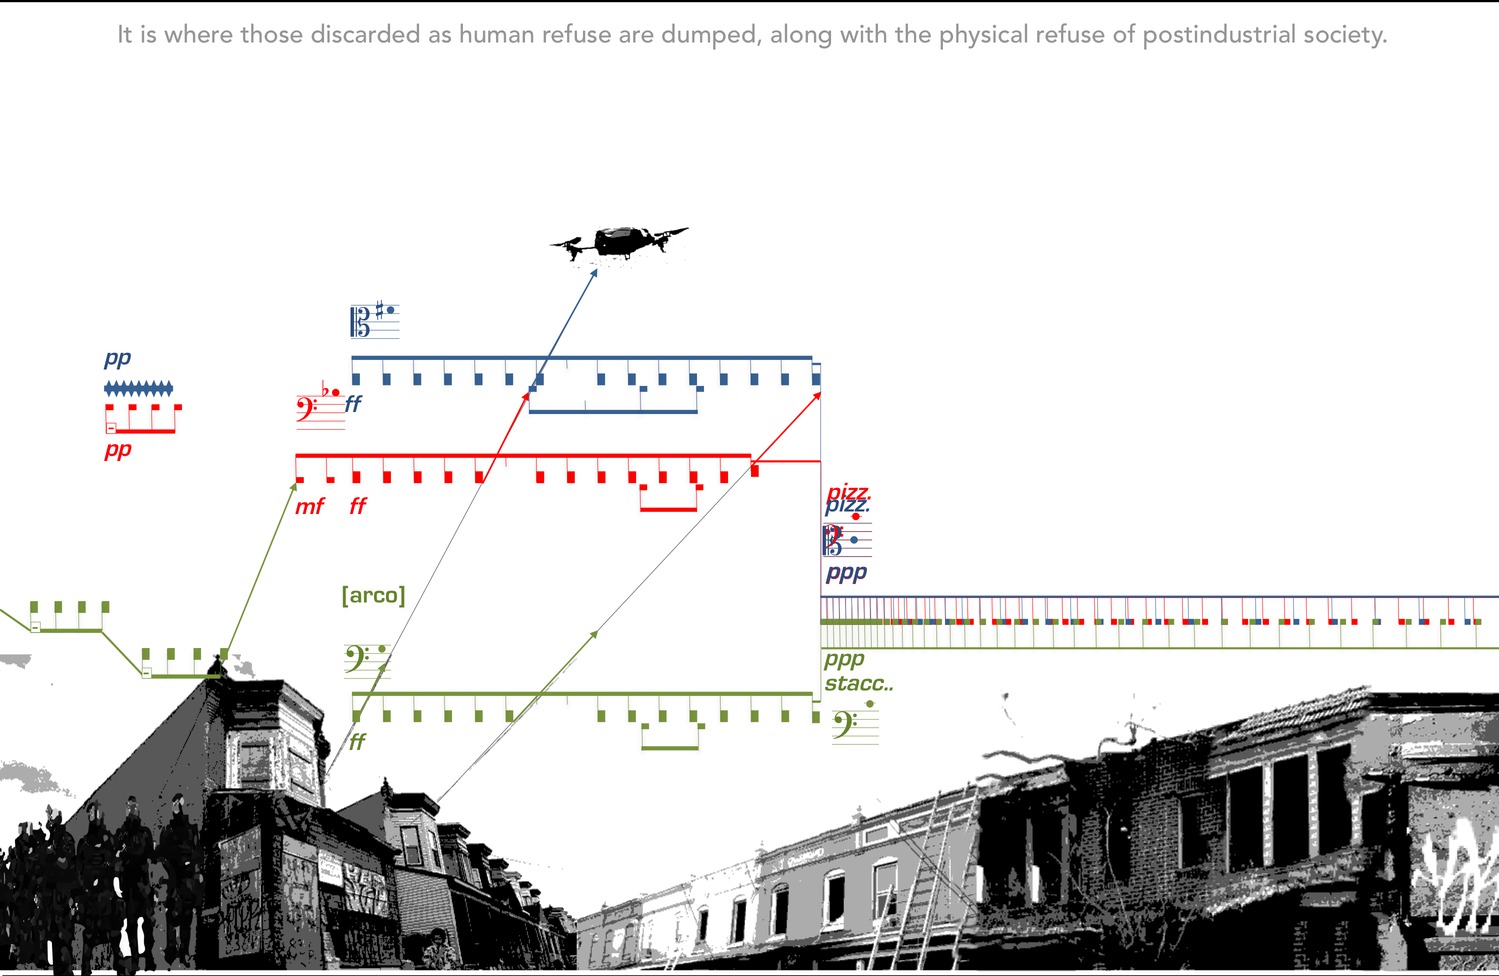 It is where those discarded as human refuse are dumped, along with the physical refuse of postindustrial society.
pp
ff
pp
mf ff
pizz.
pizz.
ppp
[arco]
ppp
stacc..
ff